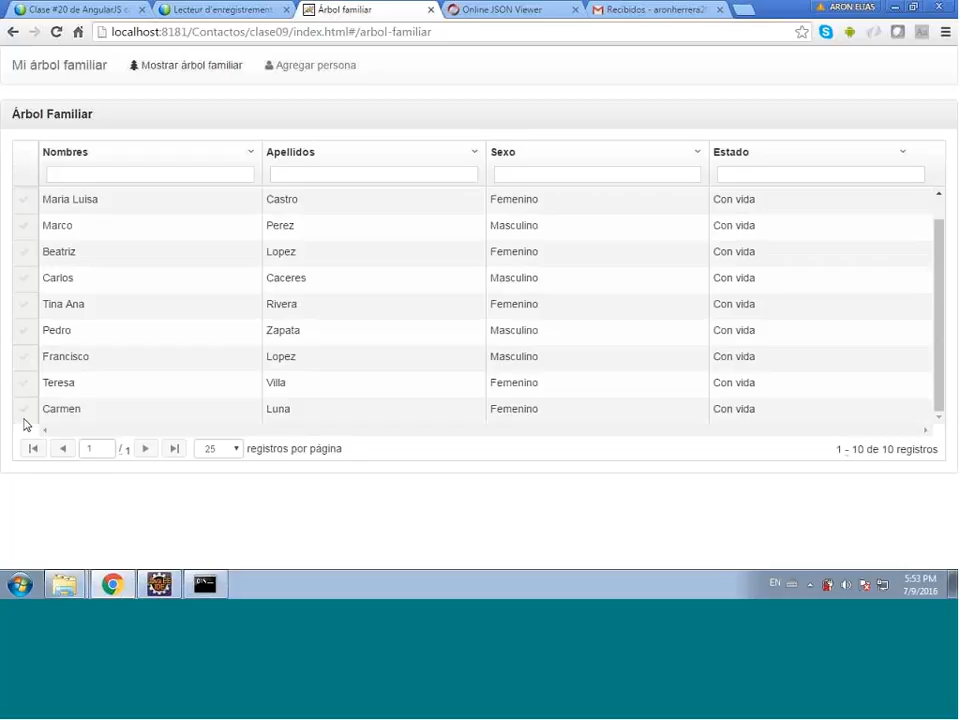 Clase #20 de AngularJS d
Lecteur d'enregistrement
Árbol familiar
Online JSON Viewer
Recibidos - aronherrera2
ARON ELIAS
localhost:8181/Contactos/clase09/index.html#/arbol-familiar
Mi árbol familiar
Mostrar árbol familiar
Agregar persona
Árbol Familiar
Nombres Apellidos Sexo Estado
Maria Luisa Castro Femenino Con vida
Marco Perez Masculino Con vida
Beatriz Lopez Femenino Con vida
Carlos Caceres Masculino Con vida
Tina Ana Rivera Femenino Con vida
Pedro Zapata Masculino Con vida
Francisco Lopez Masculino Con vida
Teresa Villa Femenino Con vida
Carmen Luna Femenino Con vida
1 / 1 25 registros por página 1 - 10 de 10 registros
EN
5:53 PM
7/9/2016